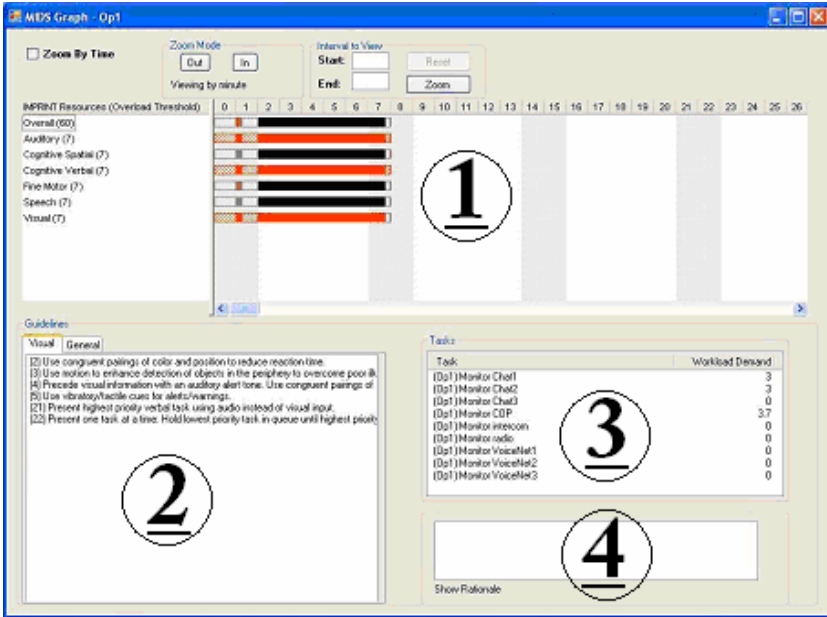 MIDS Graph - Op1
Zoom By Time
Zoom Mode
Out In
Viewing by minute
Interval to View
Start:
End:
Reset
Zoom
IMPRINT Resources (Overload Threshold) 0 1 2 3 4 5 6 7 8 9 10 11 12 13 14 15 16 17 18 19 20 21 22 23 24 25 26
Overall (60)
Auditory (7)
Cognitive Spatial (7)
Cognitive Verbal (7)
Fine Motor (7)
Speech (7)
Visual (7)
1
Guidelines
Visual General
[2] Use congruent pairings of color and position to reduce reaction time.
[3] Use motion to enhance detection of objects in the periphery to overcome poor ill
[4] Precede visual information with an auditory alert tone. Use congruent pairings of
[5] Use vibratory/tactile cues for alerts/warnings.
[21] Present highest priority verbal task using audio instead of visual input.
[22] Present one task at a time. Hold lowest priority task in queue until highest priority
2
Tasks
Task Workload Demand
(Op1) Monitor Chat1 3
(Op1) Monitor Chat2 3
(Op1) Monitor Chat3 0
(Op1) Monitor COP 3.7
(Op1) Monitor intercom 0
(Op1) Monitor radio 0
(Op1) Monitor VoiceNet1 0
(Op1) Monitor VoiceNet2 0
(Op1) Monitor VoiceNet3 0
3
4
Show Rationale